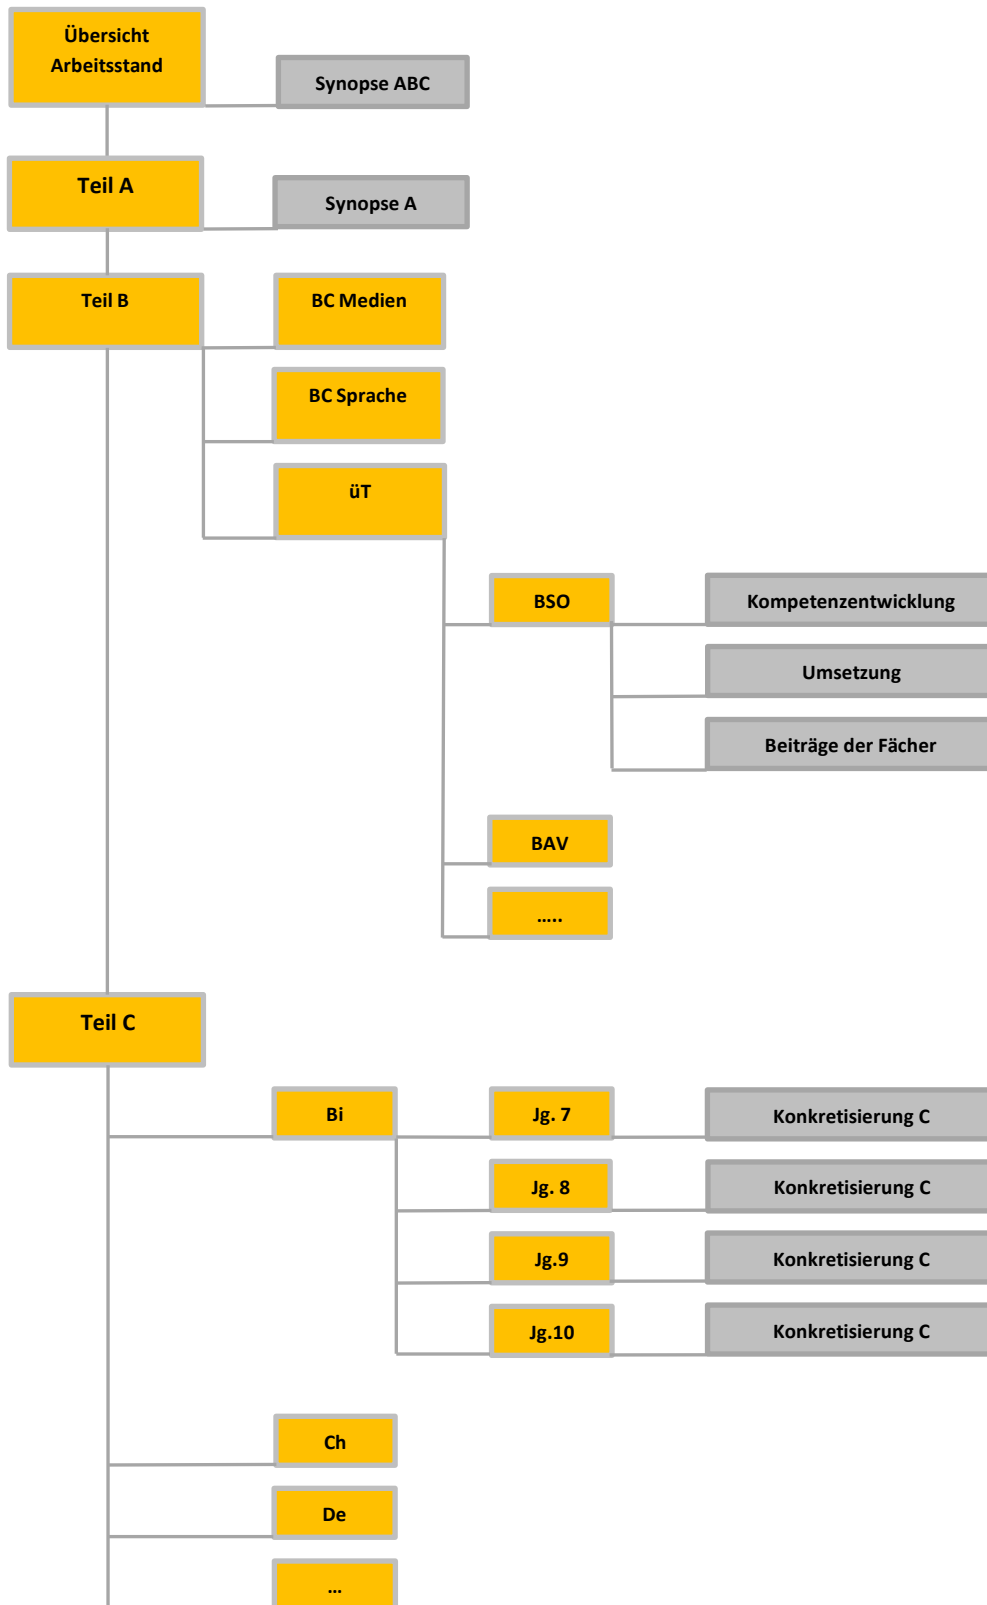 Übersicht
Arbeitsstand
Synopse ABC
Teil A
Synopse A
Teil B
BC Medien
BC Sprache
üT
BSO
Kompetenzentwicklung
Umsetzung
Beiträge der Fächer
BAV
…..
Teil C
Bi
Jg. 7
Konkretisierung C
Jg. 8
Konkretisierung C
Jg.9
Konkretisierung C
Jg.10
Konkretisierung C
Ch
De
…